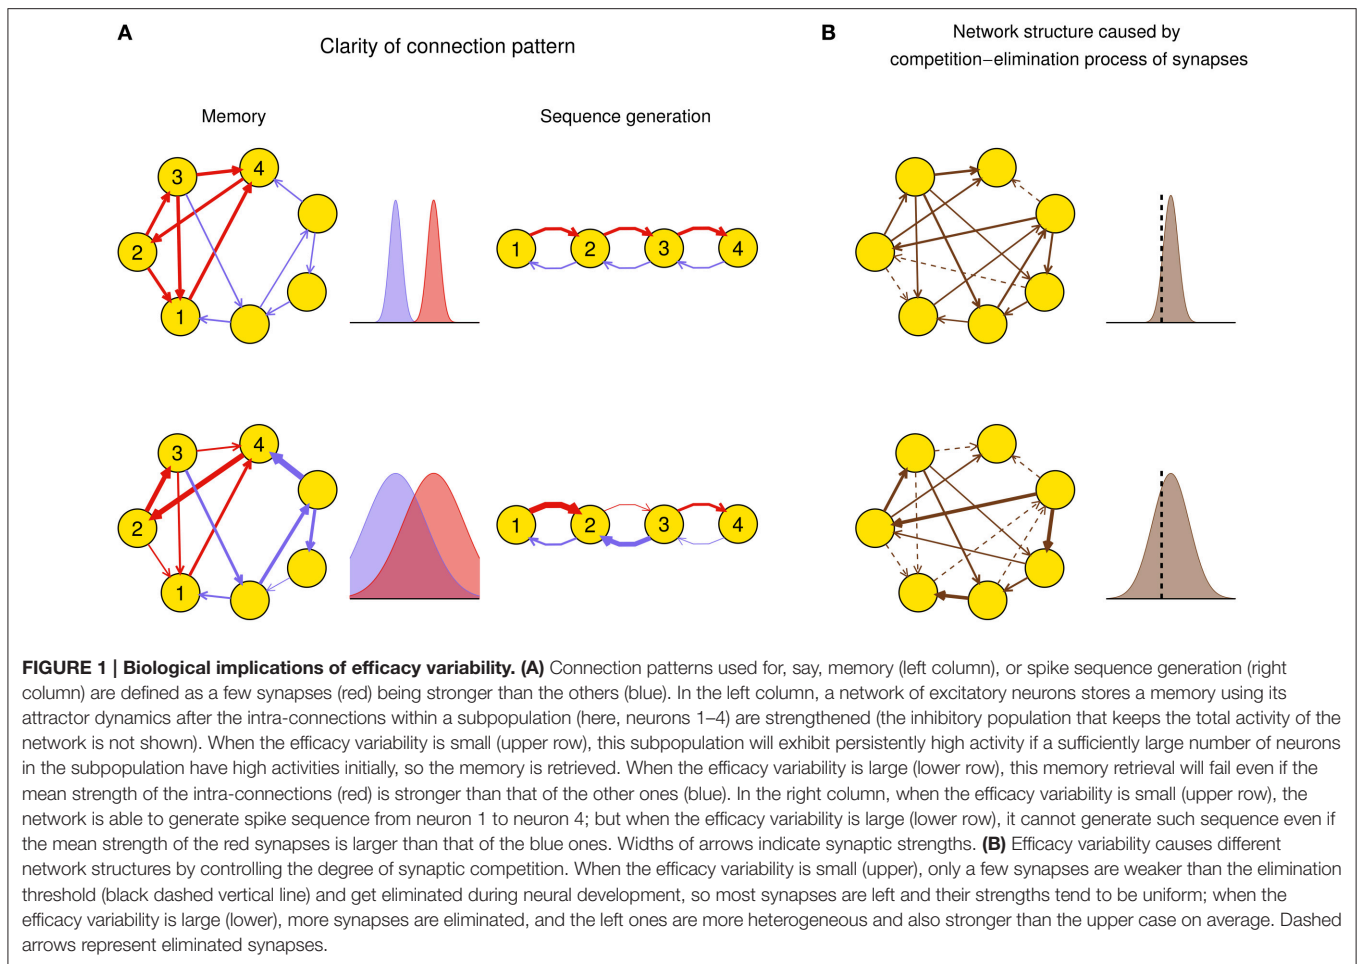 A
Clarity of connection pattern
B
Network structure caused by
competition−elimination process of synapses
Memory
Sequence generation
3
4
2
1
1
2
3
4
3
4
2
1
1
2
3
4
FIGURE 1 | Biological implications of efficacy variability. (A) Connection patterns used for, say, memory (left column), or spike sequence generation (right
column) are defined as a few synapses (red) being stronger than the others (blue). In the left column, a network of excitatory neurons stores a memory using its
attractor dynamics after the intra-connections within a subpopulation (here, neurons 1–4) are strengthened (the inhibitory population that keeps the total activity of the
network is not shown). When the efficacy variability is small (upper row), this subpopulation will exhibit persistently high activity if a sufficiently large number of neurons
in the subpopulation have high activities initially, so the memory is retrieved. When the efficacy variability is large (lower row), this memory retrieval will fail even if the
mean strength of the intra-connections (red) is stronger than that of the other ones (blue). In the right column, when the efficacy variability is small (upper row), the
network is able to generate spike sequence from neuron 1 to neuron 4; but when the efficacy variability is large (lower row), it cannot generate such sequence even if
the mean strength of the red synapses is larger than that of the blue ones. Widths of arrows indicate synaptic strengths. (B) Efficacy variability causes different
network structures by controlling the degree of synaptic competition. When the efficacy variability is small (upper), only a few synapses are weaker than the elimination
threshold (black dashed vertical line) and get eliminated during neural development, so most synapses are left and their strengths tend to be uniform; when the
efficacy variability is large (lower), more synapses are eliminated, and the left ones are more heterogeneous and also stronger than the upper case on average. Dashed
arrows represent eliminated synapses.